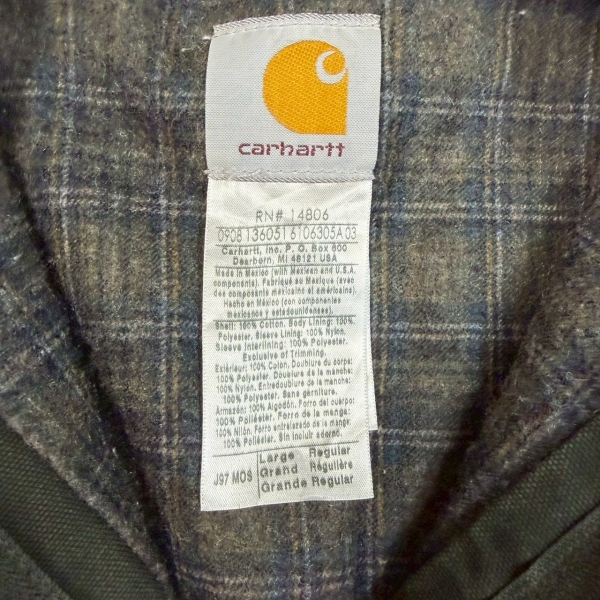 carhartt
RN# 14806
0908 136051 6106305A 03
Carhartt, Inc. P. O. Box 600
Dearborn, MI 48121 USA
Made in Mexico (with Mexican and U.S.A.
components). Fabriqué au Mexique (avec
des composants mexicains et américains).
Hecho en México (con componentes
mexicanos y estadounidenses).
Shell: 100% Cotton. Body Lining: 100%
Polyester. Sleeve Lining: 100% Nylon.
Sleeve Interlining: 100% Polyester.
Exclusive of Trimming.
Extérieur: 100% Coton. Doublure du corps:
100% Polyester. Doublure de la manche:
100% Nylon. Entredoublure de la manche:
100% Polyester. Sans les garnitures.
Armazón: 100% Algodón. Forro del cuerpo:
100% Poliéster. Forro de la manga:
100% Nilón. Forro entrelazado de la manga:
100% Poliéster. Sin incluir adorno.
J97 MOS
Large Regular
Grand Régulière
Grande Regular